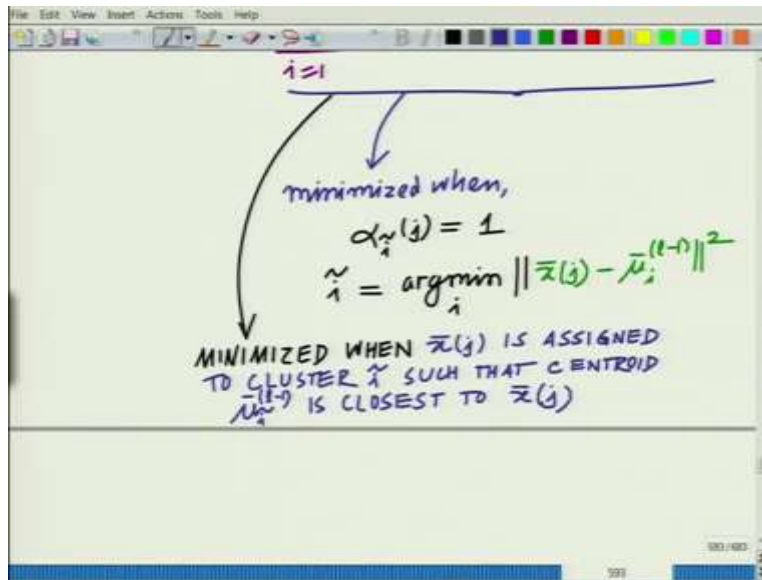 File Edit View Insert Actions Tools Help
i=1
minimized when,
α_ĩ(j) = 1
ĩ = argmin_i ||x̄(j) - μ̄_i^(l-1)||²
MINIMIZED WHEN x̄(j) IS ASSIGNED
TO CLUSTER ĩ SUCH THAT CENTROID
μ̄_ĩ^(l-1) IS CLOSEST TO x̄(j)
593